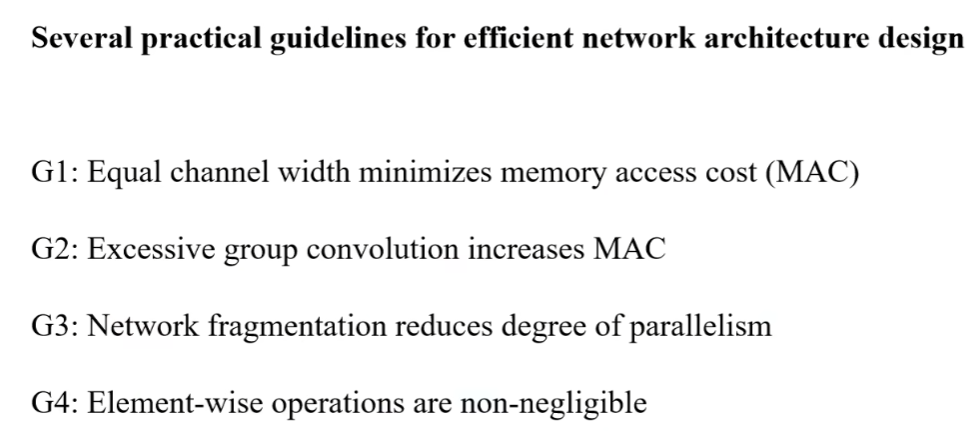 Several practical guidelines for efficient network architecture design
G1: Equal channel width minimizes memory access cost (MAC)
G2: Excessive group convolution increases MAC
G3: Network fragmentation reduces degree of parallelism
G4: Element-wise operations are non-negligible